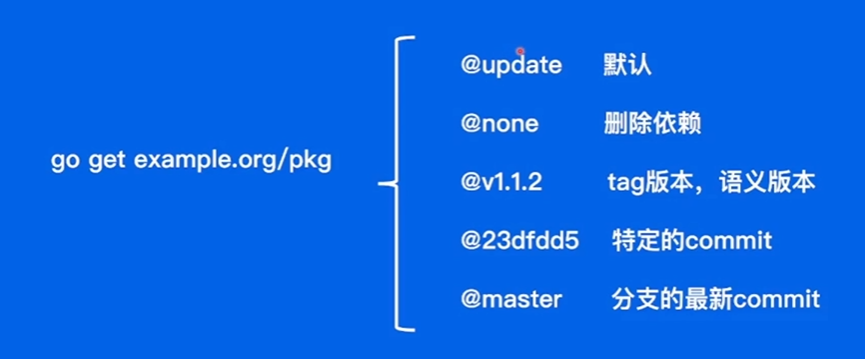 go get example.org/pkg
@update 默认
@none 删除依赖
@v1.1.2 tag版本，语义版本
@23dfdd5 特定的commit
@master 分支的最新commit